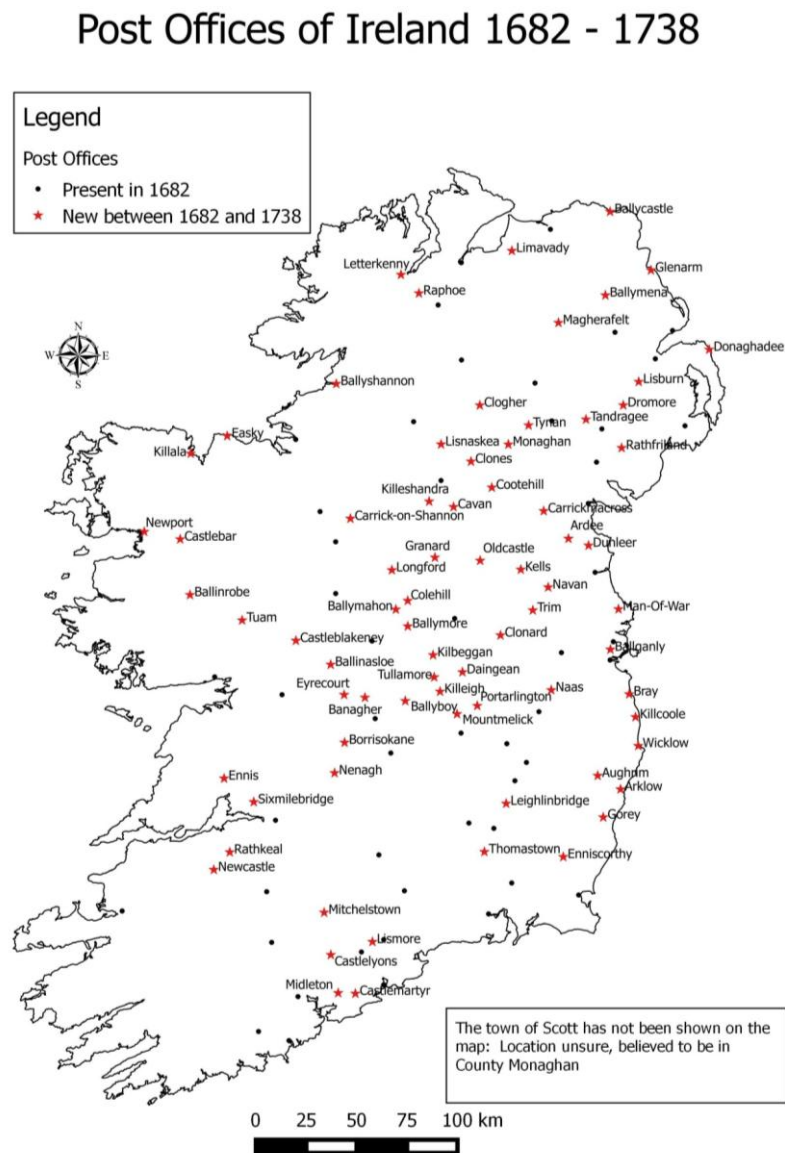 Post Offices of Ireland 1682 - 1738
Legend
Post Offices
Present in 1682
New between 1682 and 1738
Ballycastle
Limavady
Letterkenny
Glenarm
Raphoe
Ballymena
Magherafelt
Donaghadee
N
W E
S
Ballyshannon
Lisburn
Clogher
Dromore
Tandragee
Tynan
Easky
Killala
Lisnaskea
Monaghan
Rathfriland
Clones
Cootehill
Killeshandra
Cavan
Carrick-on-Shannon
Carrickmacross
Newport
Castlebar
Ardee
Dunleer
Granard
Oldcastle
Longford
Kells
Navan
Ballinrobe
Colehill
Ballymahon
Trim
Man-Of-War
Tuam
Ballymore
Clonard
Castleblakeney
Ballganly
Kilbeggan
Ballinasloe
Daingean
Tullamore
Eyrecourt
Killeigh
Naas
Bray
Banagher
Ballyboy
Portarlington
Mountmelick
Killcoole
Borrisokane
Wicklow
Nenagh
Ennis
Aughrim
Arklow
Sixmilebridge
Leighlinbridge
Gorey
Rathkeal
Thomastown
Enniscorthy
Newcastle
Mitchelstown
Lismore
Castlelyons
Midleton
Castlemartyr
The town of Scott has not been shown on the
map: Location unsure, believed to be in
County Monaghan
0 25 50 75 100 km